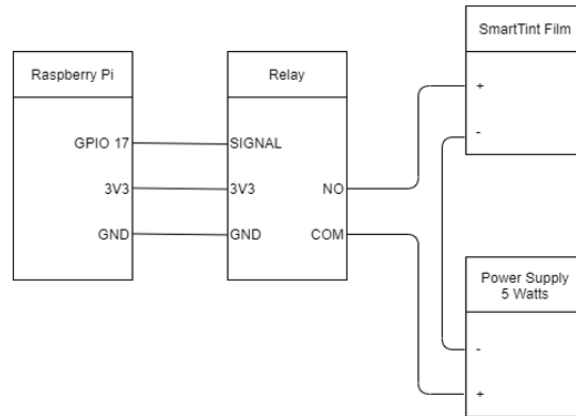 SmartTint Film
+
-
Raspberry Pi
GPIO 17
3V3
GND
Relay
SIGNAL
3V3
GND
NO
COM
Power Supply
5 Watts
-
+